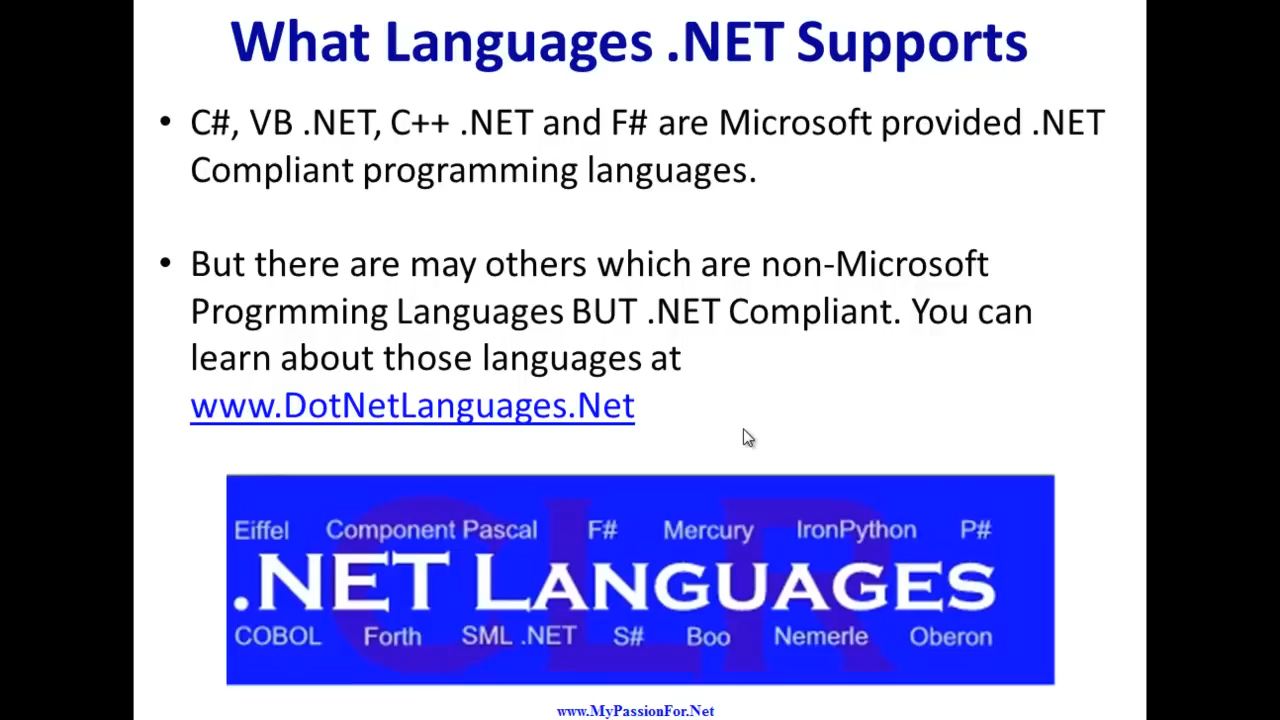 What Languages .NET Supports
• C#, VB .NET, C++ .NET and F# are Microsoft provided .NET
Compliant programming languages.
• But there are may others which are non-Microsoft
Progrmming Languages BUT .NET Compliant. You can
learn about those languages at
www.DotNetLanguages.Net
Eiffel Component Pascal F# Mercury IronPython P#
.NET LANGUAGES
COBOL Forth SML .NET S# Boo Nemerle Oberon
CLR
www.MyPassionFor.Net